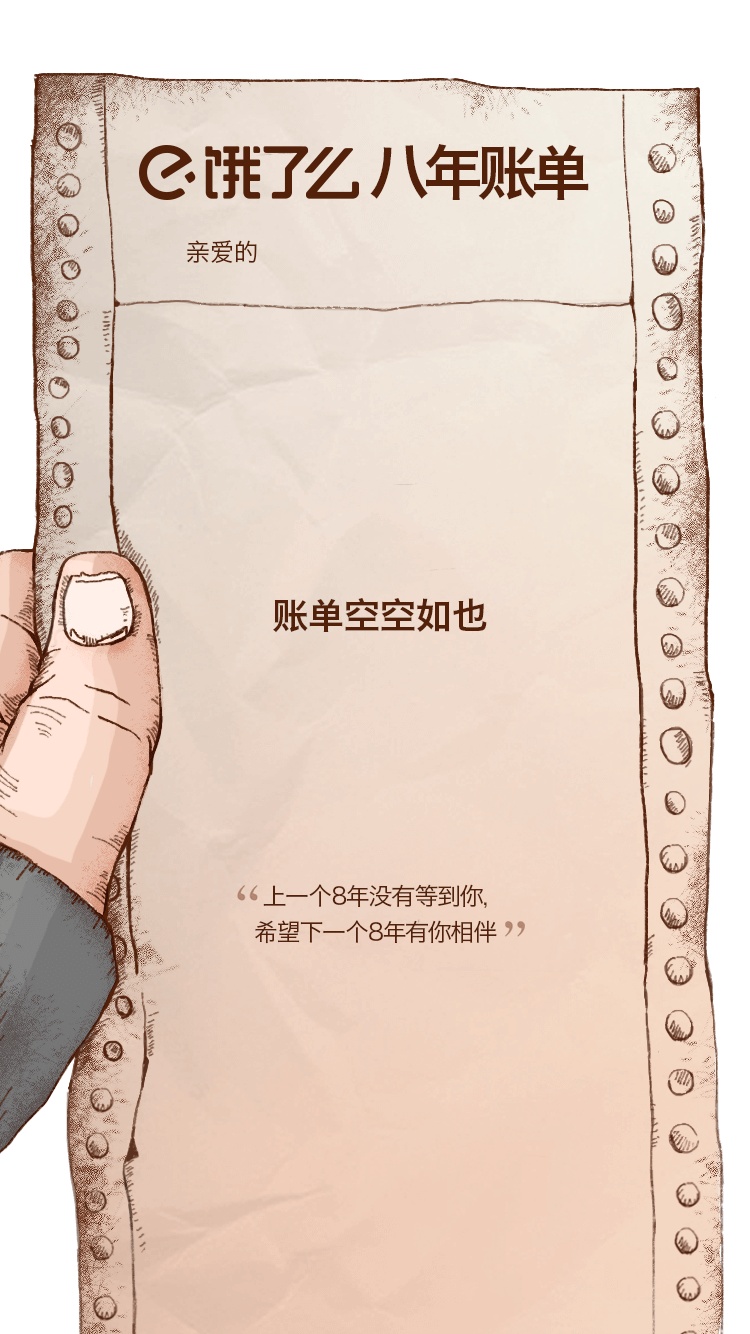 饿了么 八年账单
亲爱的
账单空空如也
“上一个8年没有等到你,
希望下一个8年有你相伴”